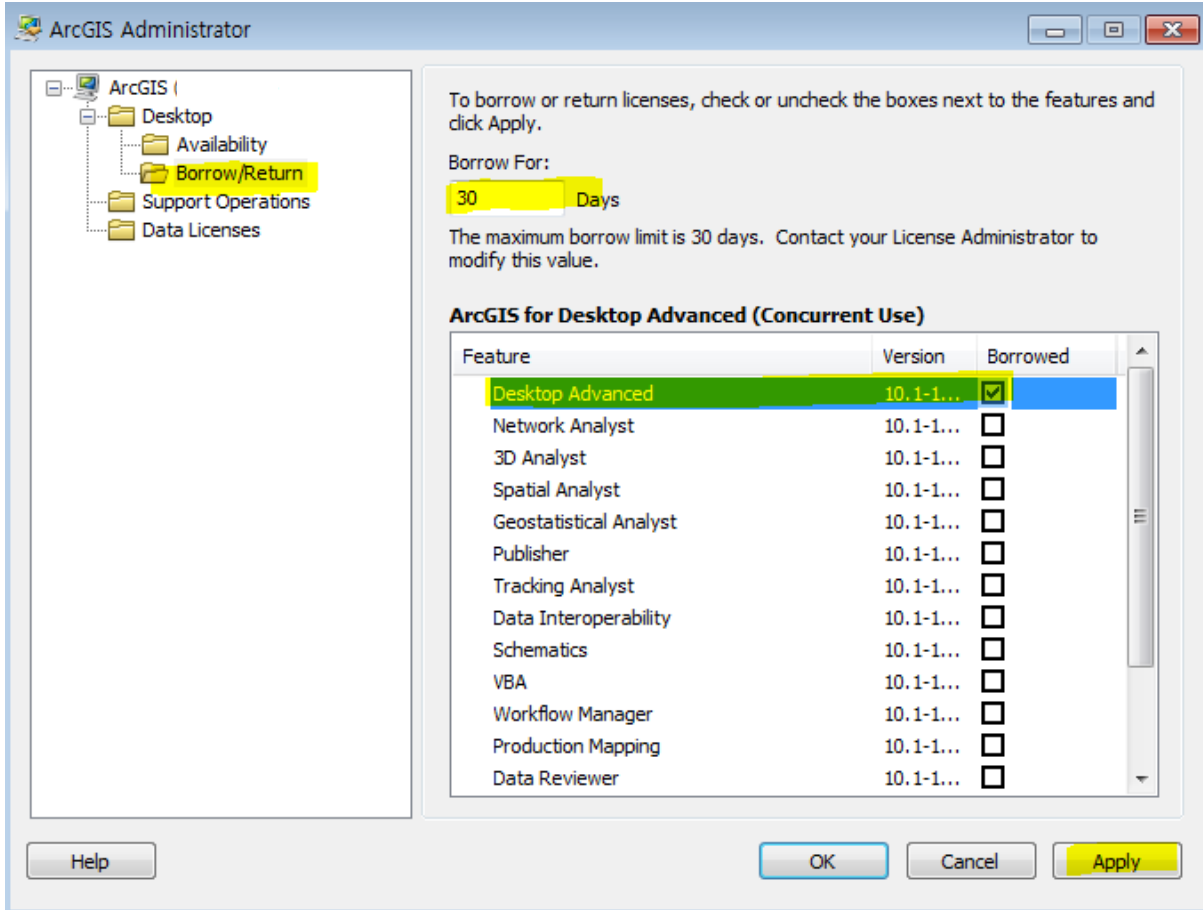 ArcGIS Administrator
ArcGIS (
Desktop
Availability
Borrow/Return
Support Operations
Data Licenses
To borrow or return licenses, check or uncheck the boxes next to the features and
click Apply.
Borrow For:
30 Days
The maximum borrow limit is 30 days. Contact your License Administrator to
modify this value.
ArcGIS for Desktop Advanced (Concurrent Use)
Feature Version Borrowed
Desktop Advanced 10.1-1...
Network Analyst 10.1-1...
3D Analyst 10.1-1...
Spatial Analyst 10.1-1...
Geostatistical Analyst 10.1-1...
Publisher 10.1-1...
Tracking Analyst 10.1-1...
Data Interoperability 10.1-1...
Schematics 10.1-1...
VBA 10.1-1...
Workflow Manager 10.1-1...
Production Mapping 10.1-1...
Data Reviewer 10.1-1...
Help OK Cancel Apply